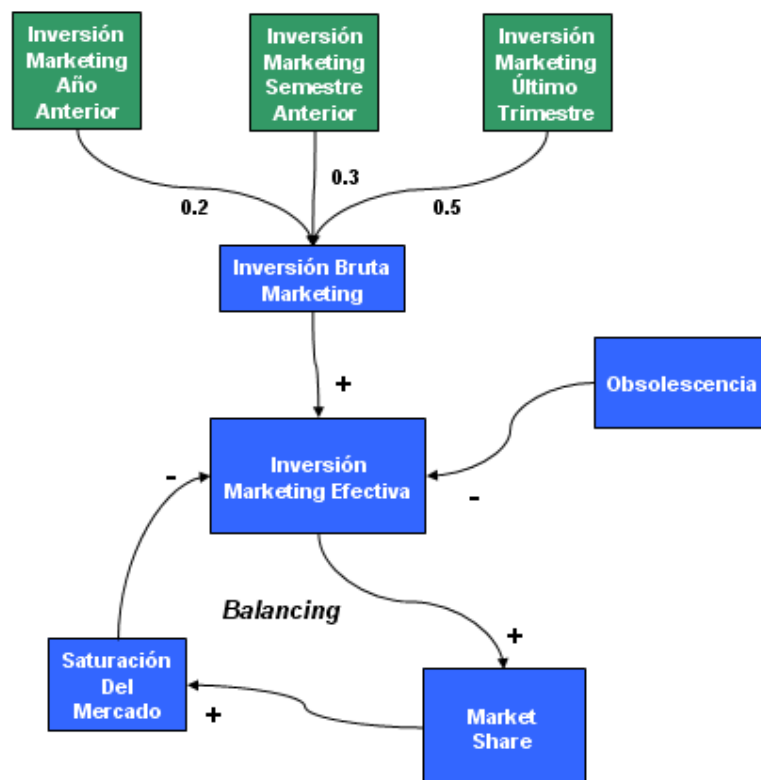 Inversión
Marketing
Año
Anterior
Inversión
Marketing
Semestre
Anterior
Inversión
Marketing
Último
Trimestre
0.2
0.3
0.5
Inversión Bruta
Marketing
+
Obsolescencia
Inversión
Marketing Efectiva
-
-
Balancing
+
Saturación
Del
Mercado
+
Market
Share